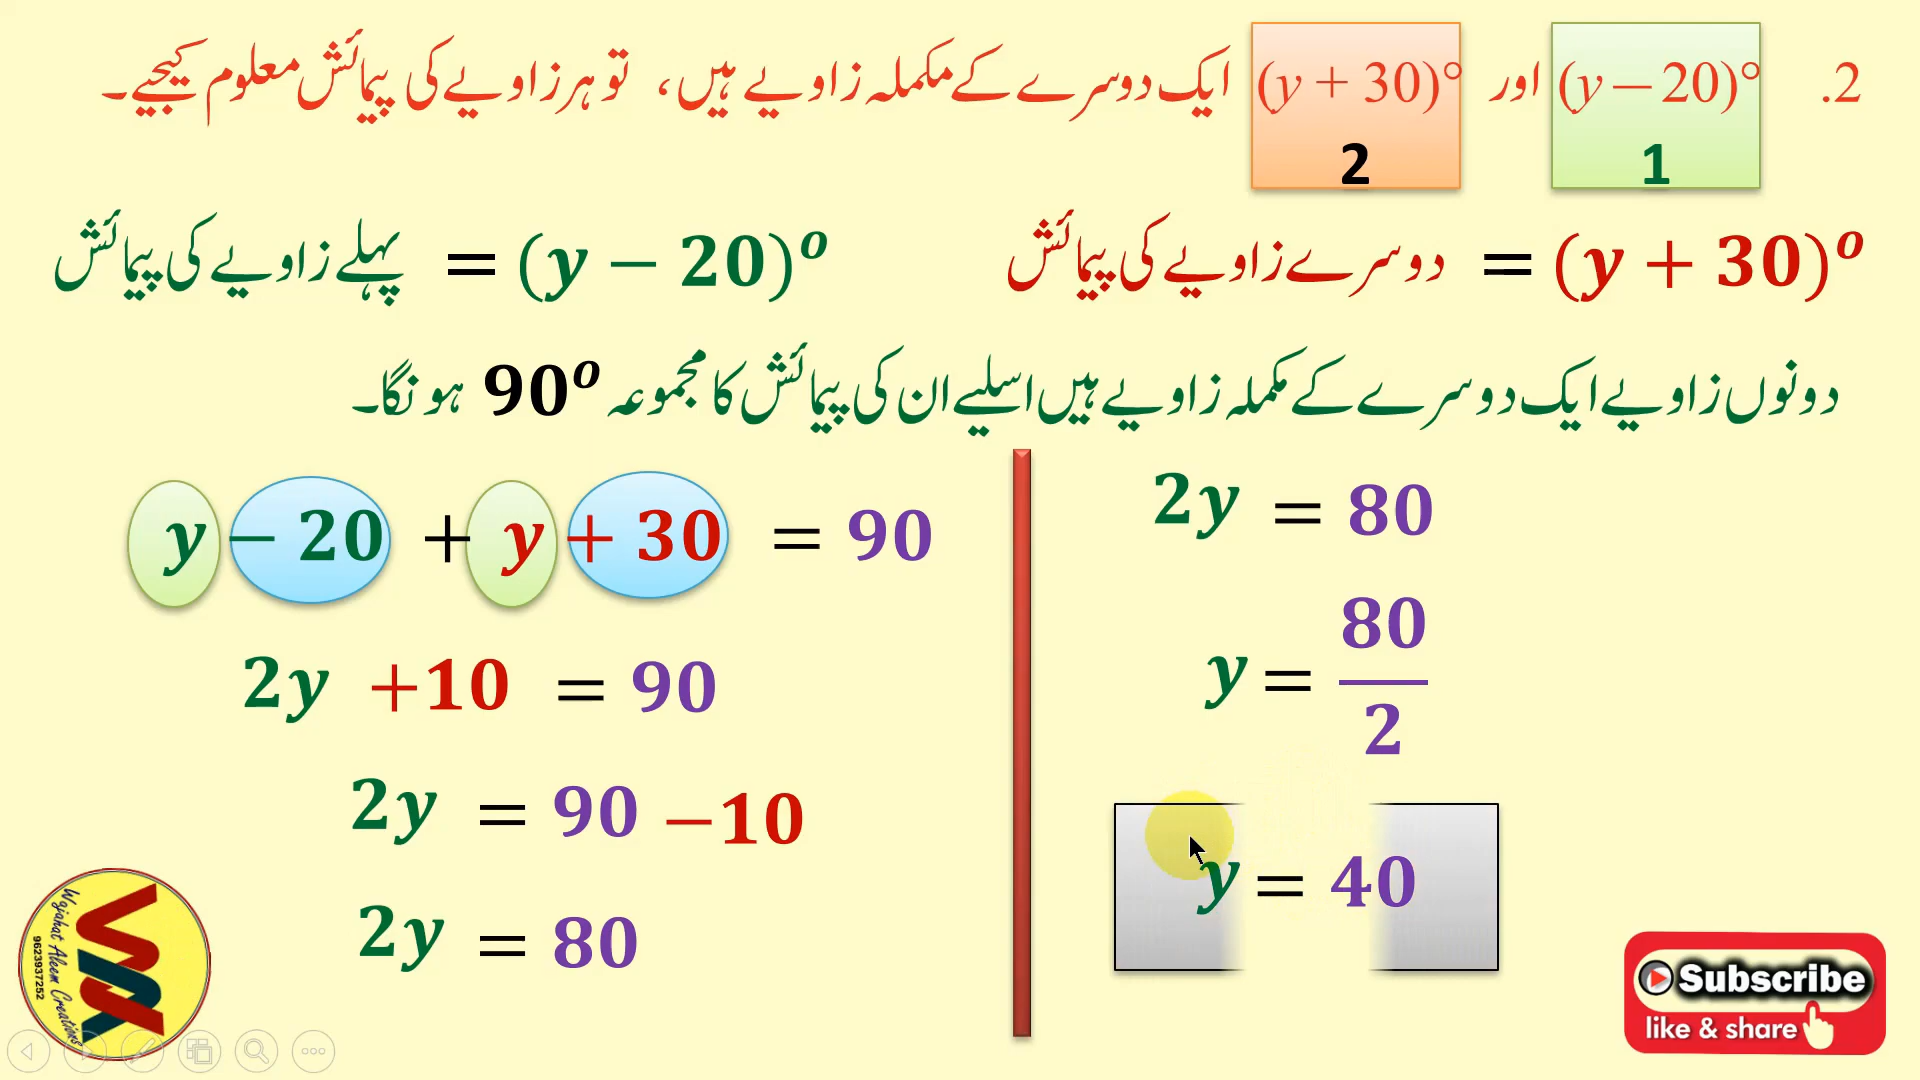 2. (y – 20)° اور (y + 30)° ایک دوسرے کے مکملہ زاویے ہیں، تو ہر زاویے کی پیمائش معلوم کیجیے۔
1
2
پہلے زاویے کی پیمائش = (y − 20)°
دوسرے زاویے کی پیمائش = (y + 30)°
دونوں زاویے ایک دوسرے کے مکملہ زاویے ہیں اسلیے ان کی پیمائش کا مجموعہ 90° ہونگا۔
y − 20 + y + 30 = 90
2y +10 = 90
2y = 90 −10
2y = 80
2y = 80
y = 80/2
y = 40
Wajahat Aleem Creations
9623937252
Subscribe
like & share